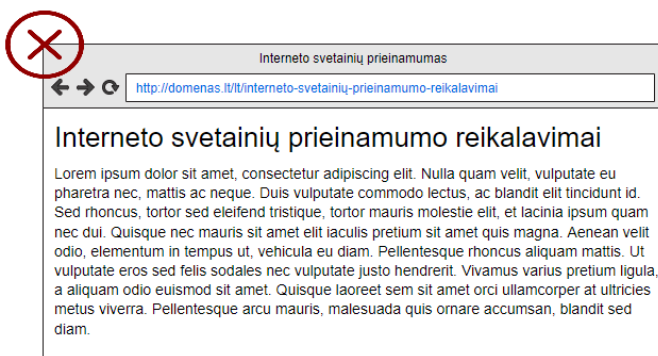 Interneto svetainių prieinamumas
http://domenas.lt/lt/interneto-svetainių-prieinamumo-reikalavimai
Interneto svetainių prieinamumo reikalavimai
Lorem ipsum dolor sit amet, consectetur adipiscing elit. Nulla quam velit, vulputate eu
pharetra nec, mattis ac neque. Duis vulputate commodo lectus, ac blandit elit tincidunt id.
Sed rhoncus, tortor sed eleifend tristique, tortor mauris molestie elit, et lacinia ipsum quam
nec dui. Quisque nec mauris sit amet elit iaculis pretium sit amet quis magna. Aenean velit
odio, elementum in tempus ut, vehicula eu diam. Pellentesque rhoncus aliquam mattis. Ut
vulputate eros sed felis sodales nec vulputate justo hendrerit. Vivamus varius pretium ligula,
a aliquam odio euismod sit amet. Quisque laoreet sem sit amet orci ullamcorper at ultricies
metus viverra. Pellentesque arcu mauris, malesuada quis ornare accumsan, blandit sed
diam.